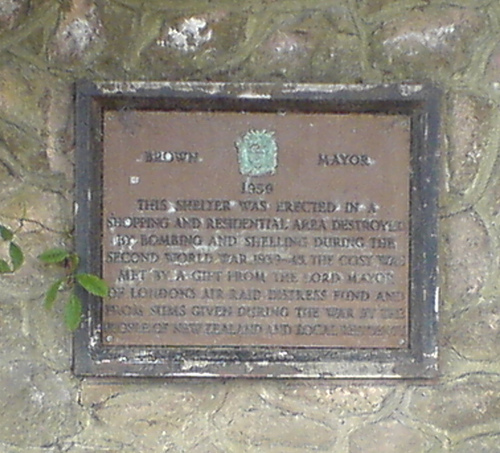 BROWN MAYOR
1959
THIS SHELTER WAS ERECTED IN A
SHOPPING AND RESIDENTIAL AREA DESTROYED
BY BOMBING AND SHELLING DURING THE
SECOND WORLD WAR 1939-45. THE COST WAS
MET BY A GIFT FROM THE LORD MAYOR
OF LONDON'S AIR RAID DISTRESS FUND AND
FROM SUMS GIVEN DURING THE WAR BY THE
PEOPLE OF NEW ZEALAND AND LOCAL RESIDENTS